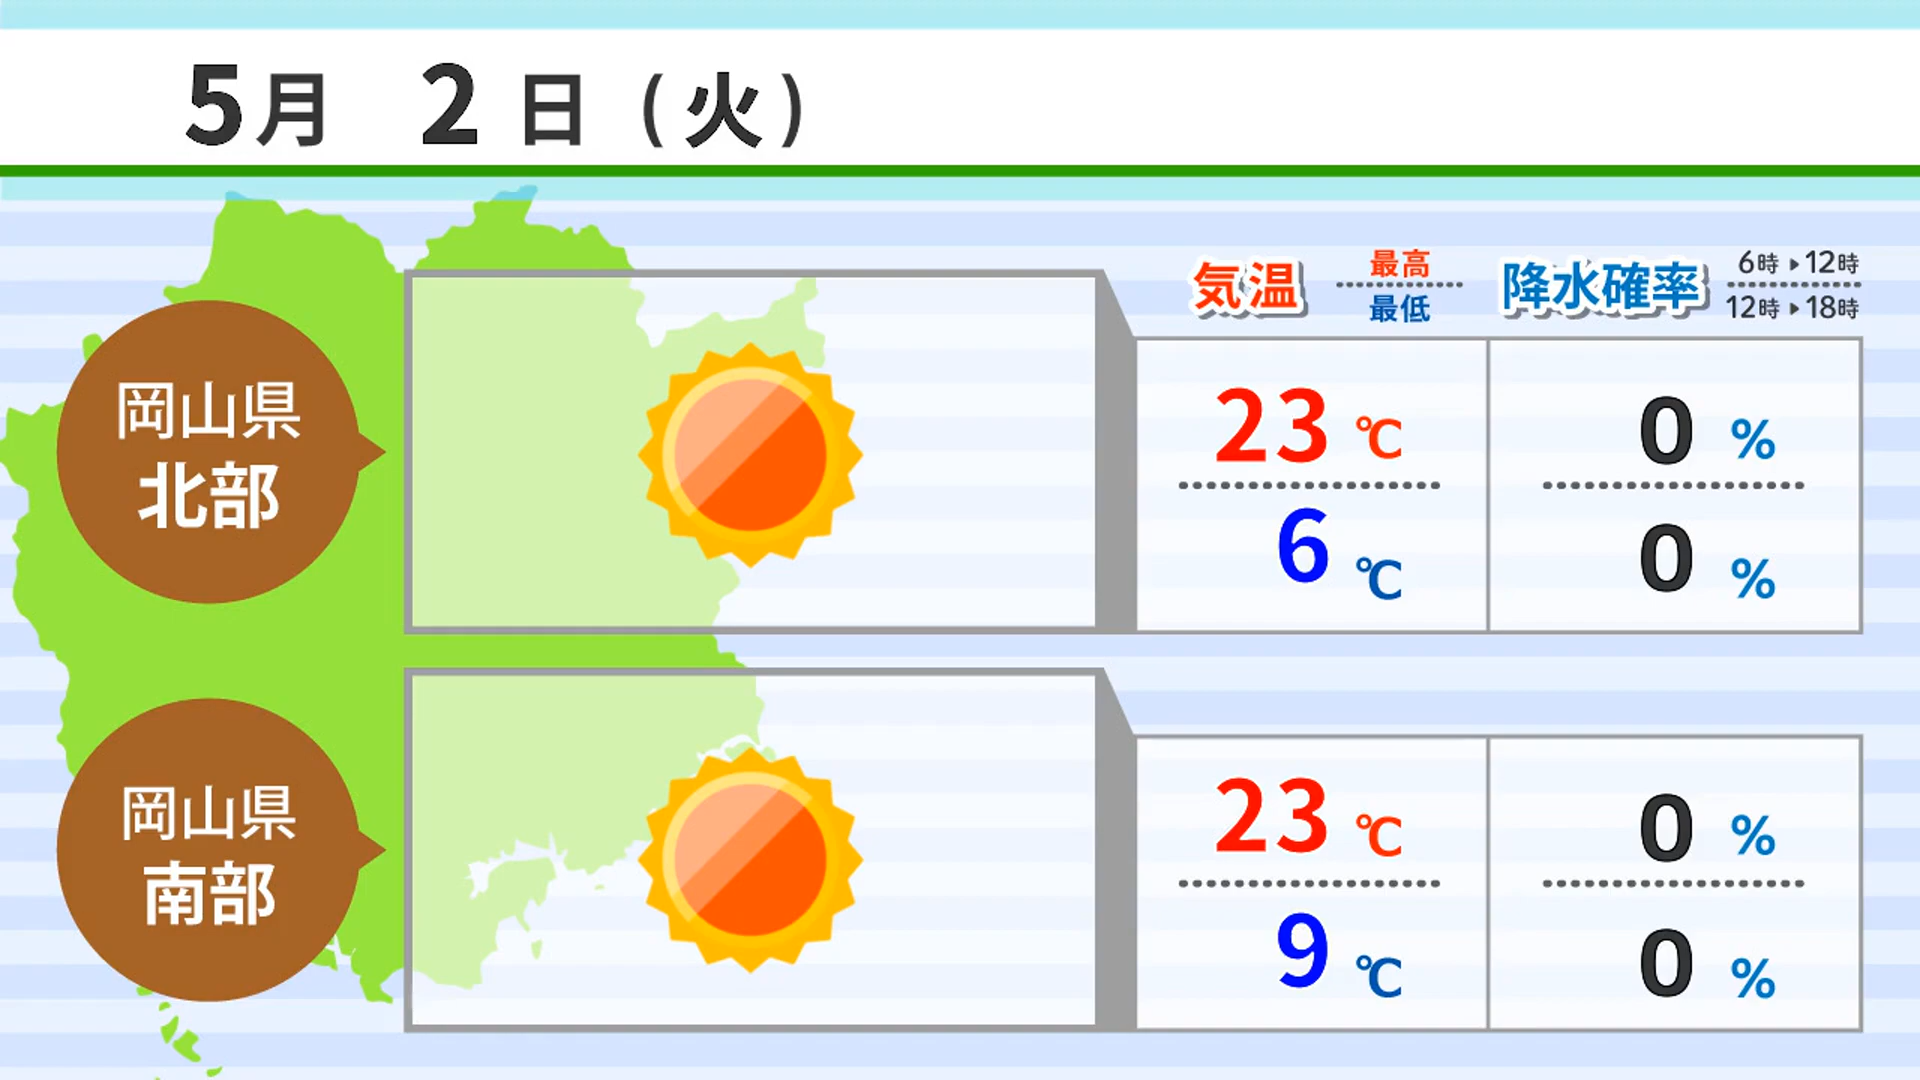 5月 2日(火)
気温 最高 最低 降水確率 6時▶12時 12時▶18時
岡山県
北部
23℃ 0%
6℃ 0%
岡山県
南部
23℃ 0%
9℃ 0%